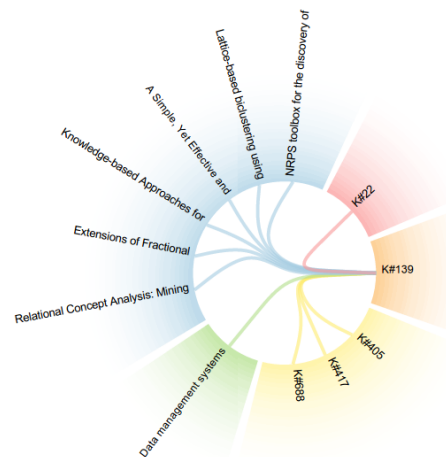 NRPS toolbox for the discovery of
Lattice-based biclustering using
A Simple, Yet Effective and
Knowledge-based Approaches for
Extensions of Fractional
Relational Concept Analysis: Mining
Data management systems
K#688
K#417
K#405
K#139
K#22